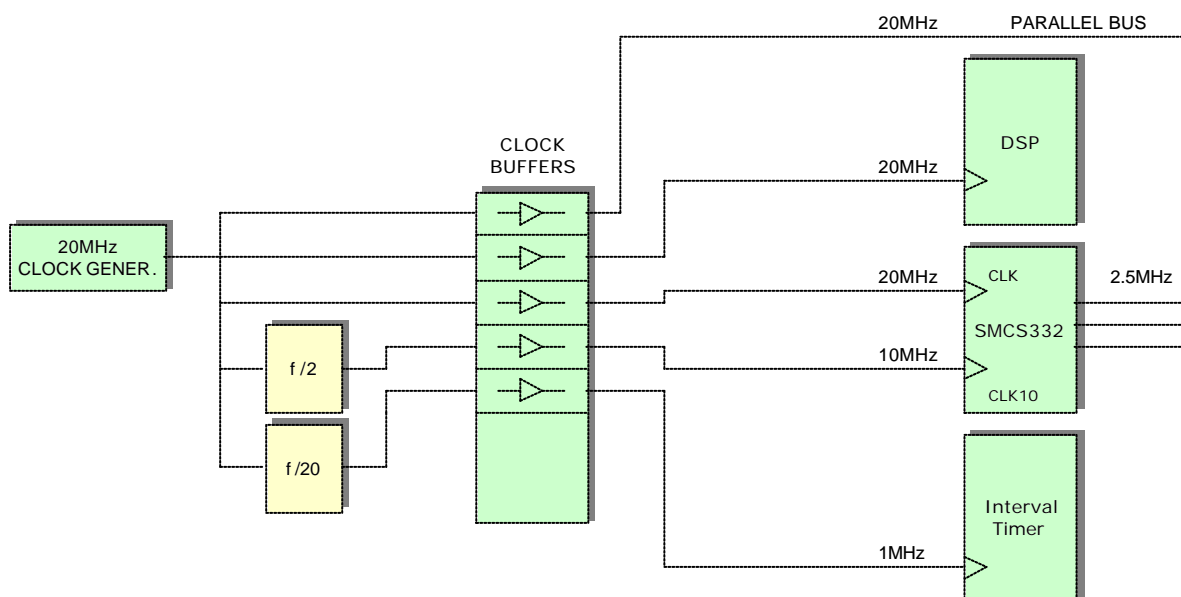 20MHz PARALLEL BUS
DSP
CLOCK
BUFFERS
20MHz
20MHz
CLOCK GENER.
20MHz
CLK
2.5MHz
SMCS332
f/2
10MHz
CLK10
f/20
Interval
Timer
1MHz